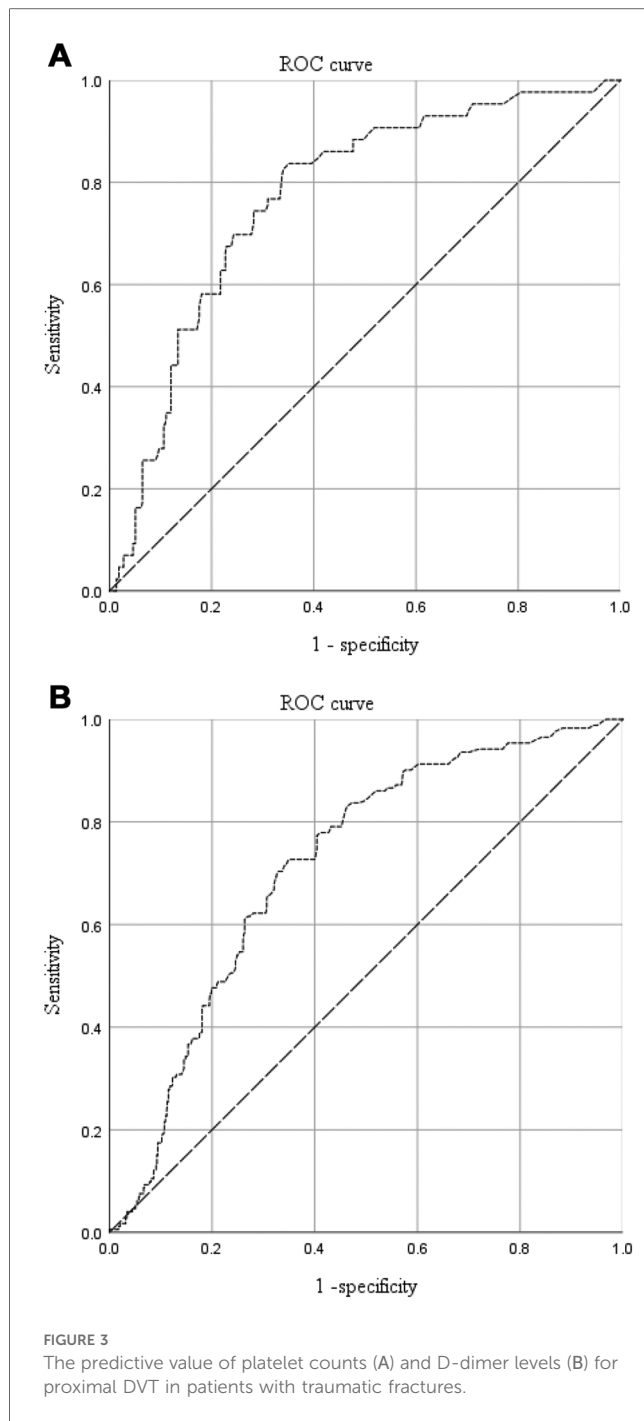 A
ROC curve
1.0
0.8
0.6
0.4
0.2
0.0
Sensitivity
0.0 0.2 0.4 0.6 0.8 1.0
1 - specificity
B
ROC curve
1.0
0.8
0.6
0.4
0.2
0.0
Sensitivity
0.0 0.2 0.4 0.6 0.8 1.0
1 -specificity
FIGURE 3
The predictive value of platelet counts (A) and D-dimer levels (B) for
proximal DVT in patients with traumatic fractures.